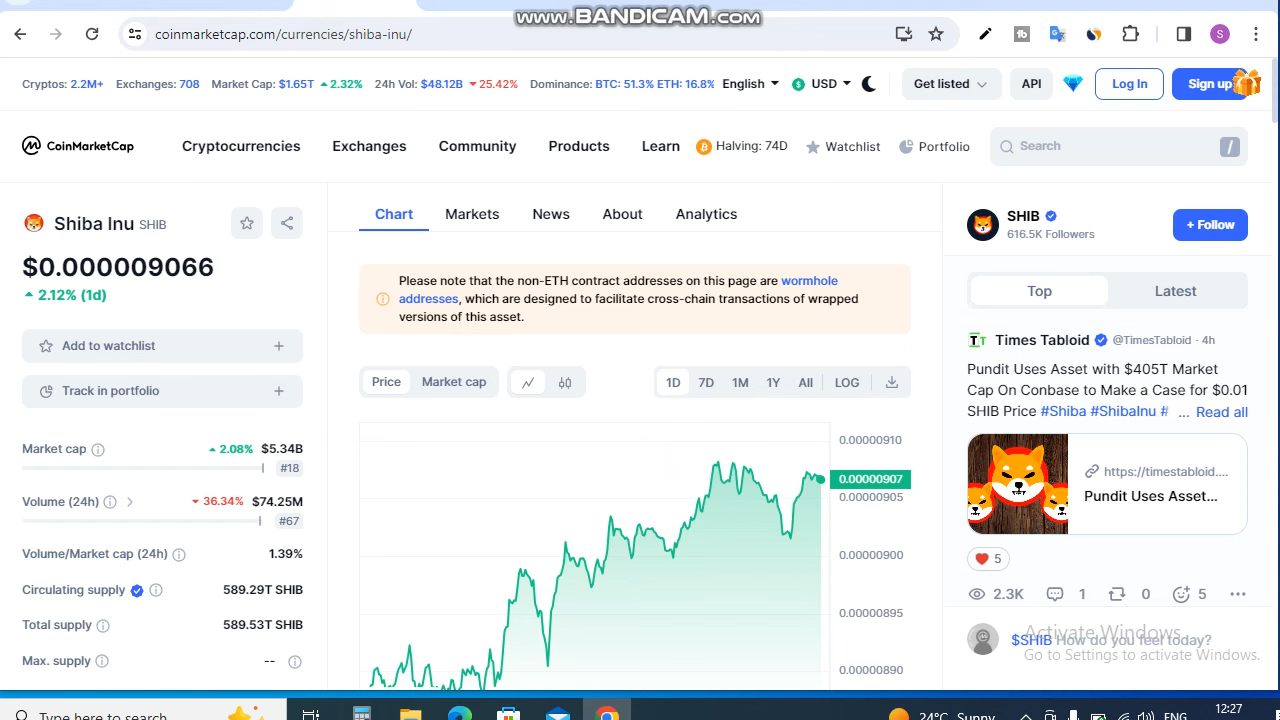 www.BANDICAM.com
coinmarketcap.com/currencies/shiba-inu/
S
Cryptos: 2.2M+ Exchanges: 708 Market Cap: $1.65T 2.32% 24h Vol: $48.12B 25.42% Dominance: BTC: 51.3% ETH: 16.8% English USD Get listed API Log In Sign up
CoinMarketCap Cryptocurrencies Exchanges Community Products Learn Halving: 74D Watchlist Portfolio Search /
Shiba Inu SHIB
$0.000009066
2.12% (1d)
Add to watchlist +
Track in portfolio +
Market cap 2.08% $5.34B
#18
Volume (24h) 36.34% $74.25M
#67
Volume/Market cap (24h) 1.39%
Circulating supply 589.29T SHIB
Total supply 589.53T SHIB
Max. supply --
Chart Markets News About Analytics
Please note that the non-ETH contract addresses on this page are wormhole
addresses, which are designed to facilitate cross-chain transactions of wrapped
versions of this asset.
Price Market cap 1D 7D 1M 1Y All LOG
0.00000910
0.00000907
0.00000905
0.00000900
0.00000895
0.00000890
SHIB
616.5K Followers
+ Follow
Top Latest
Times Tabloid @TimesTabloid · 4h
Pundit Uses Asset with $405T Market
Cap On Conbase to Make a Case for $0.01
SHIB Price #Shiba #ShibaInu # ... Read all
https://timestabloid....
Pundit Uses Asset...
5
2.3K 1 0 5
$SHIB How do you feel today?
Activate Windows
Go to Settings to activate Windows.
Type here to search
24°C Sunny
12:27